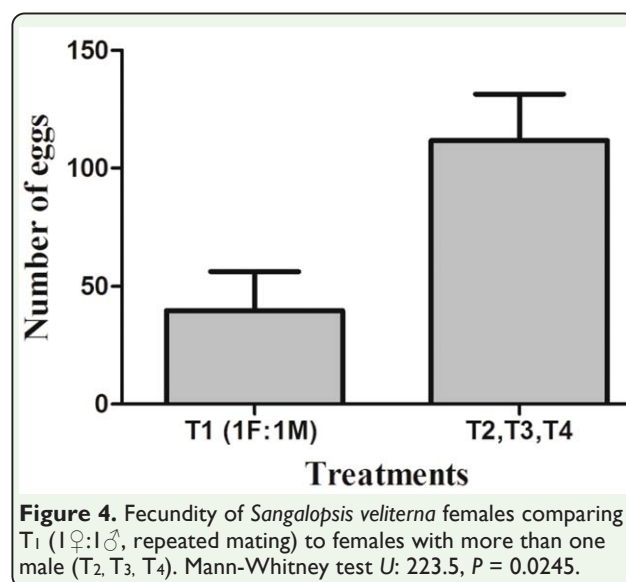 150
100
50
0
Number of eggs
T1 (1F:1M) T2,T3,T4
Treatments
Figure 4. Fecundity of Sangalopsis veliterna females comparing
T₁ (1♀:1♂, repeated mating) to females with more than one
male (T₂, T₃, T₄). Mann-Whitney test U: 223.5, P = 0.0245.